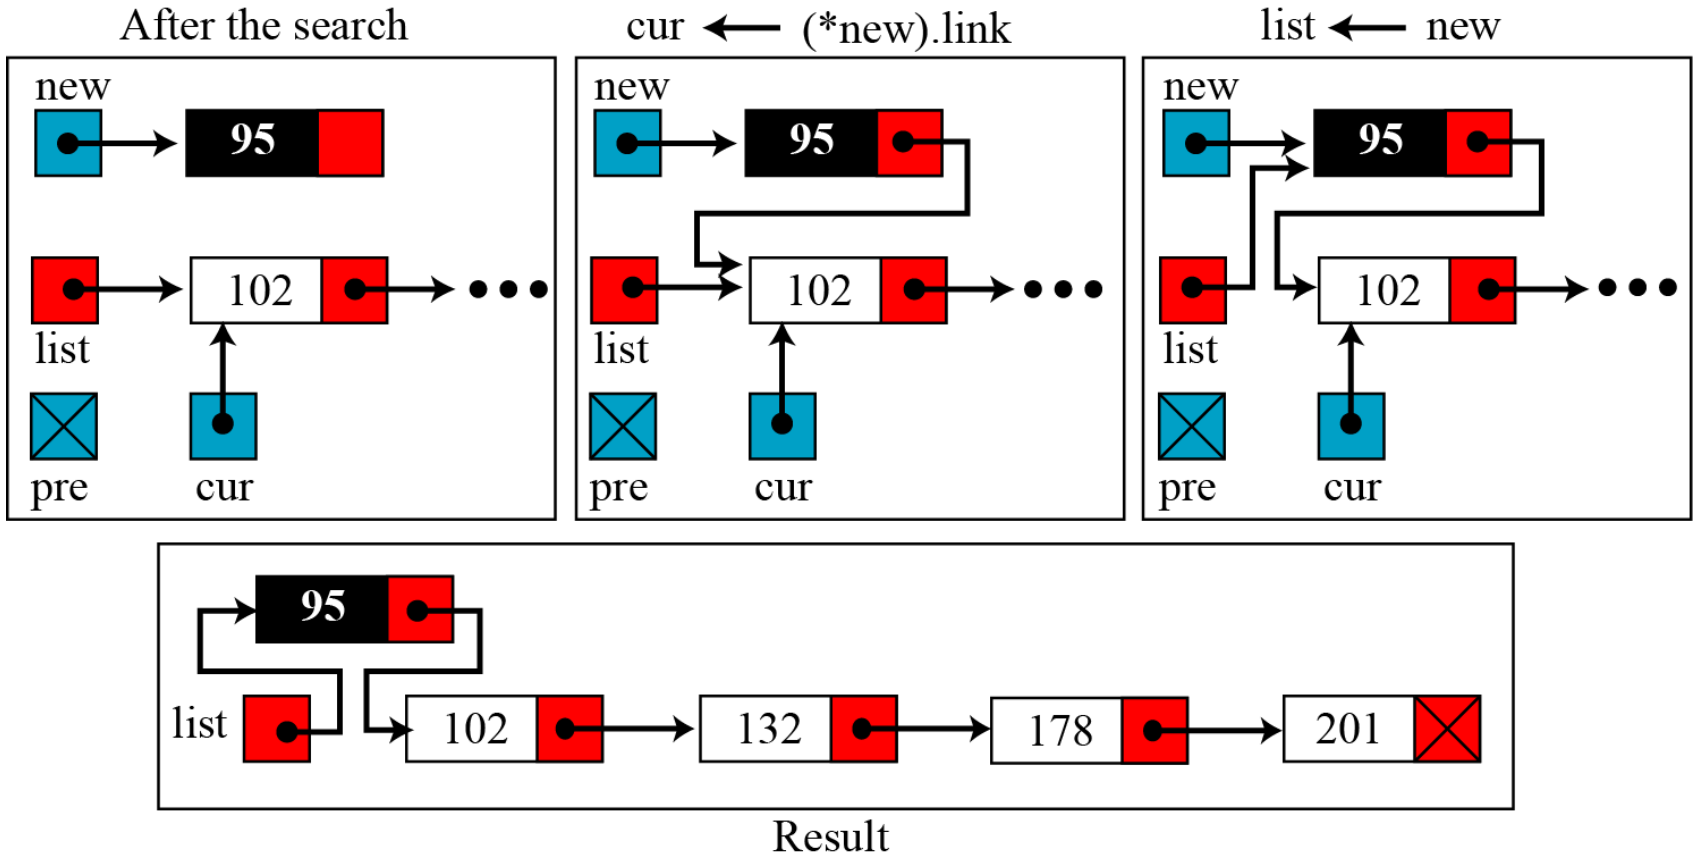 After the search
cur ← (*new).link
list ← new
new
95
102
list
pre
cur
new
95
102
list
pre
cur
new
95
102
list
pre
cur
95
list
102
132
178
201
Result